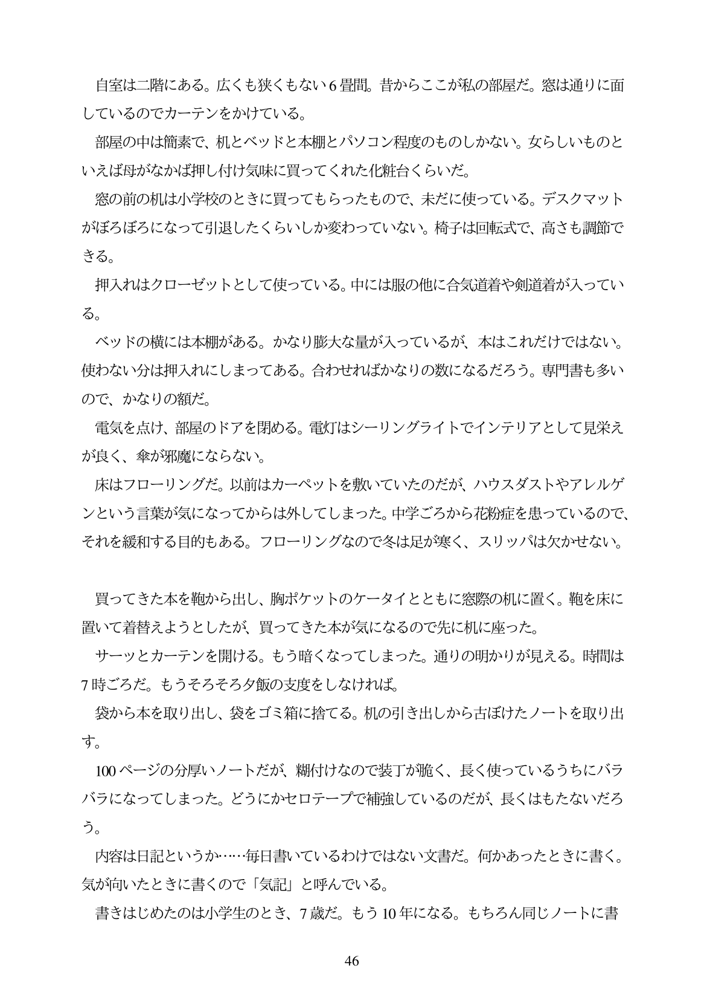 自室は二階にある。広くも狭くもない 6 畳間。昔からここが私の部屋だ。窓は通りに面
しているのでカーテンをかけている。
部屋の中は簡素で、机とベッドと本棚とパソコン程度のものしかない。女らしいものと
いえば母がなかば押し付け気味に買ってくれた化粧台くらいだ。
窓の前の机は小学校のときに買ってもらったもので、未だに使っている。デスクマット
がぼろぼろになって引退したくらいしか変わっていない。椅子は回転式で、高さも調節で
きる。
押入れはクローゼットとして使っている。中には服の他に合気道着や剣道着が入ってい
る。
ベッドの横には本棚がある。かなり膨大な量が入っているが、本はこれだけではない。
使わない分は押入れにしまってある。合わせればかなりの数になるだろう。専門書も多い
ので、かなりの額だ。
電気を点け、部屋のドアを閉める。電灯はシーリングライトでインテリアとして見栄え
が良く、傘が邪魔にならない。
床はフローリングだ。以前はカーペットを敷いていたのだが、ハウスダストやアレルゲ
ンという言葉が気になってからは外してしまった。中学ごろから花粉症を患っているので、
それを緩和する目的もある。フローリングなので冬は足が寒く、スリッパは欠かせない。
買ってきた本を鞄から出し、胸ポケットのケータイとともに窓際の机に置く。鞄を床に
置いて着替えようとしたが、買ってきた本が気になるので先に机に座った。
サーッとカーテンを開ける。もう暗くなってしまった。通りの明かりが見える。時間は
7 時ごろだ。もうそろそろ夕飯の支度をしなければ。
袋から本を取り出し、袋をゴミ箱に捨てる。机の引き出しから古ぼけたノートを取り出
す。
100 ページの分厚いノートだが、糊付けなので装丁が脆く、長く使っているうちにバラ
バラになってしまった。どうにかセロテープで補強しているのだが、長くはもたないだろ
う。
内容は日記というか……毎日書いているわけではない文書だ。何かあったときに書く。
気が向いたときに書くので「気記」と呼んでいる。
書きはじめたのは小学生のとき、7 歳だ。もう 10 年になる。もちろん同じノートに書
46